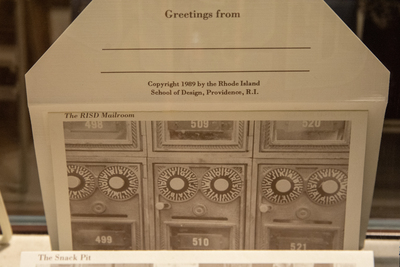 Greetings from
Copyright 1989 by the Rhode Island
School of Design, Providence, R.I.
The RISD Mailroom
498 509 520
499 510 521
The Snack Pit